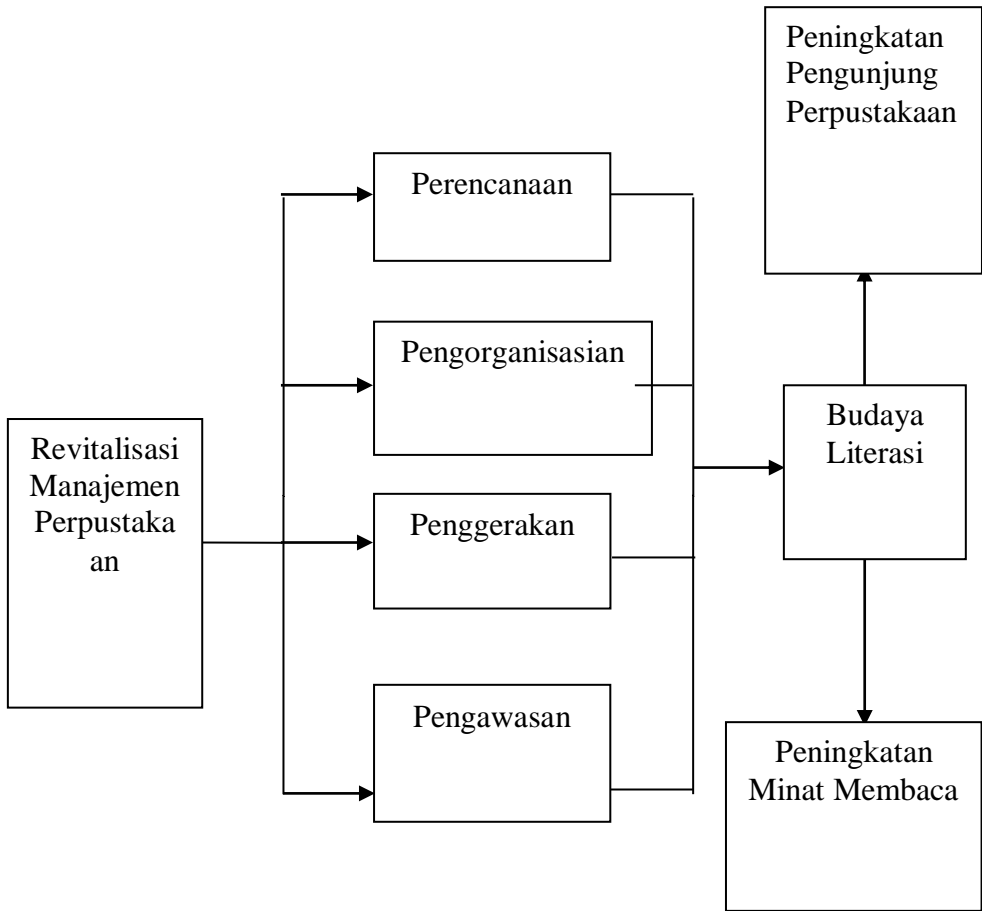 Revitalisasi
Manajemen
Perpustaka
an
Perencanaan
Pengorganisasian
Penggerakan
Pengawasan
Budaya
Literasi
Peningkatan
Pengunjung
Perpustakaan
Peningkatan
Minat Membaca